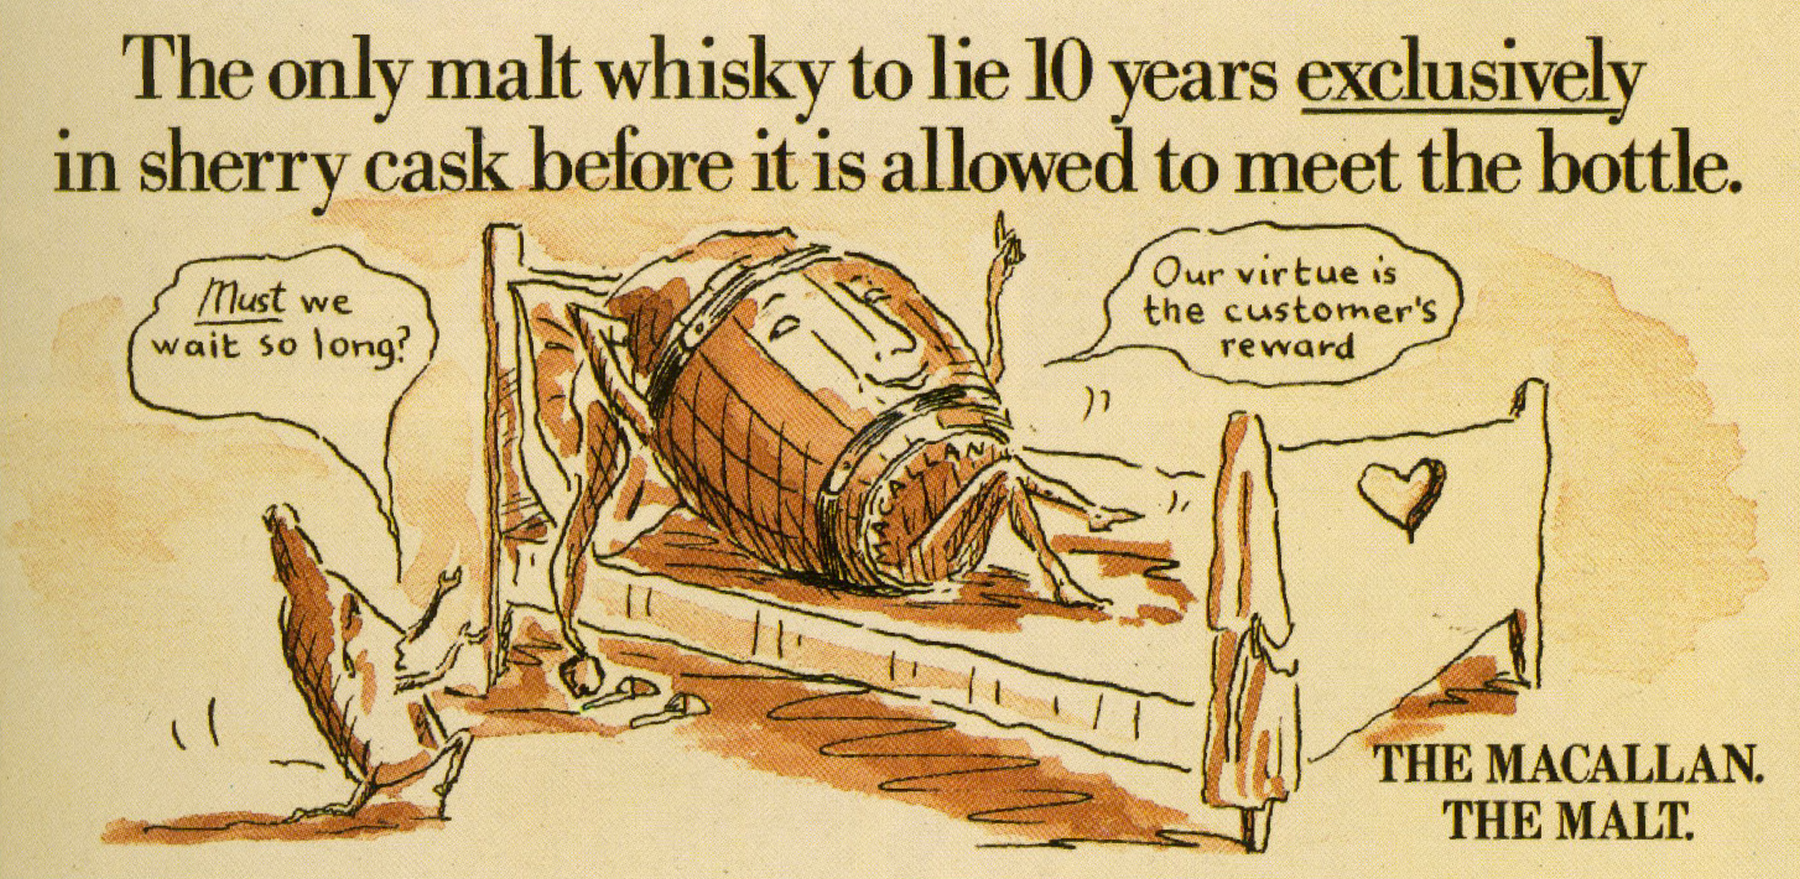 The only malt whisky to lie 10 years exclusively
in sherry cask before it is allowed to meet the bottle.
Must we
wait so long?
Our virtue is
the customer's
reward
MACALLAN
THE MACALLAN.
THE MALT.